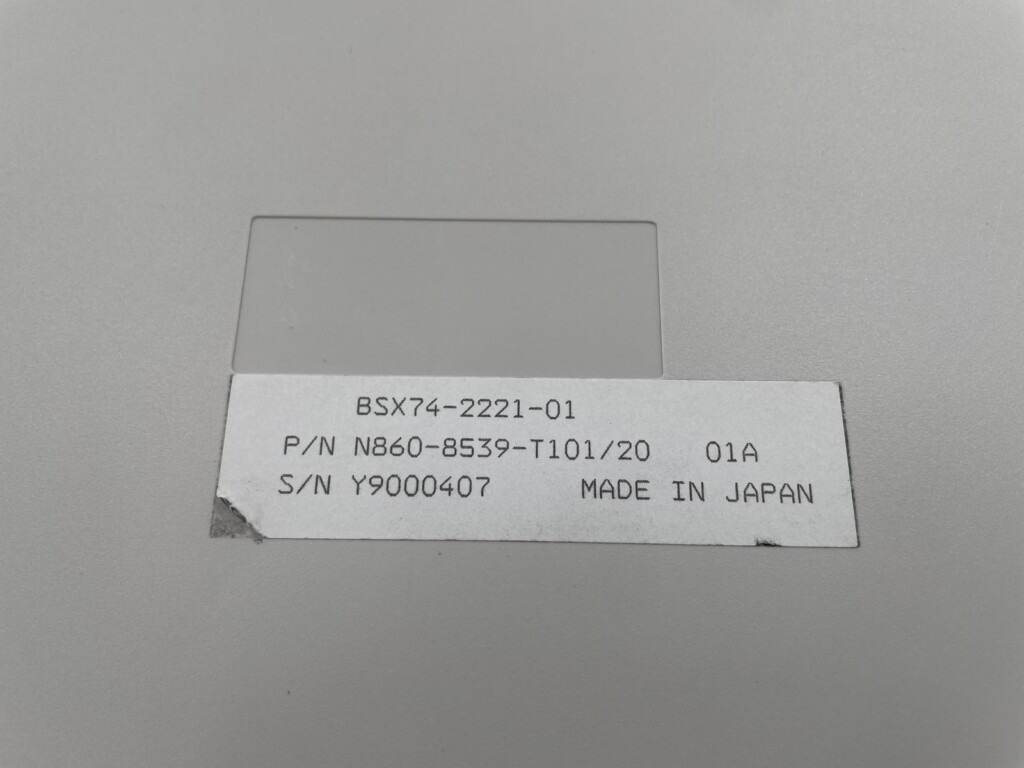 BSX74-2221-01
P/N N860-8539-T101/20 01A
S/N Y9000407 MADE IN JAPAN